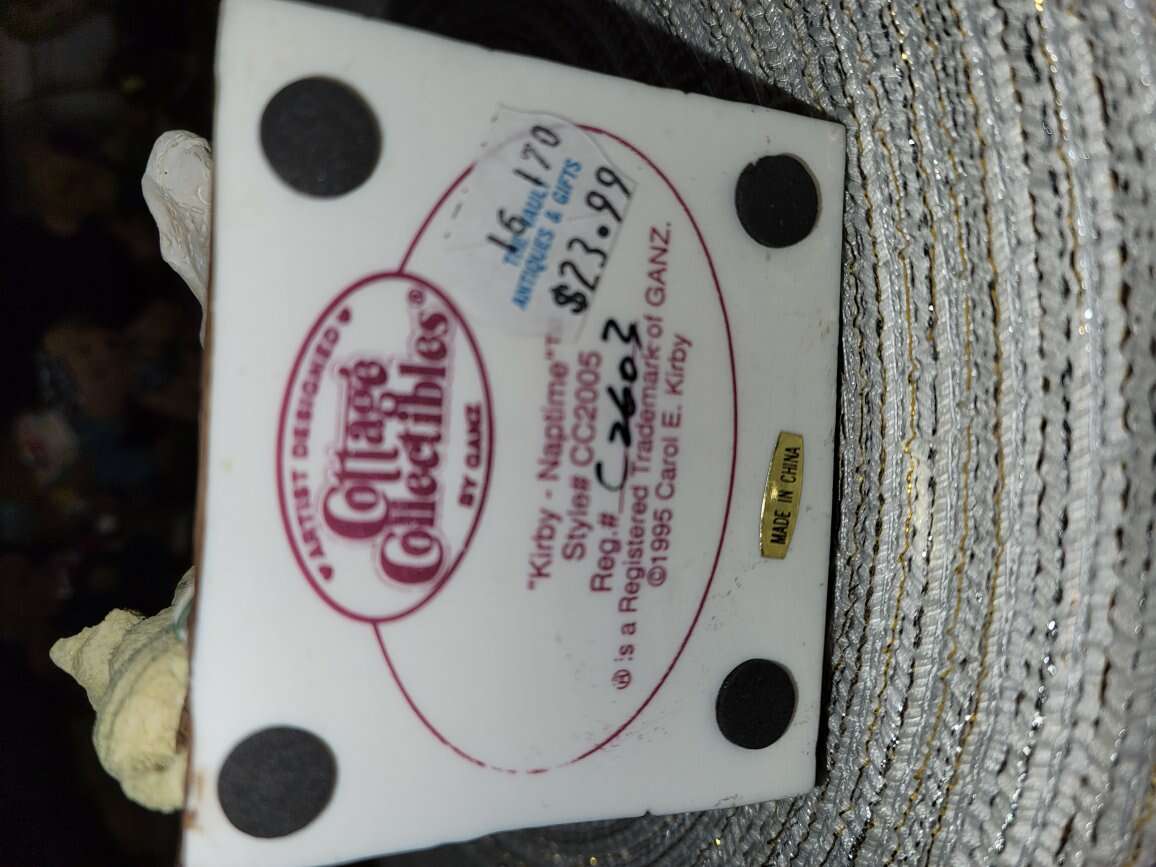 ♥ARTIST DESIGNED♥
Cottage
Collectibles®
BY GANZ
16 170
ANTIQUES & GIFTS
$23.99
"Kirby - Naptime"
Style# CC2005
Reg.# C2603
® is a Registered Trademark of GANZ.
©1995 Carol E. Kirby
MADE IN CHINA